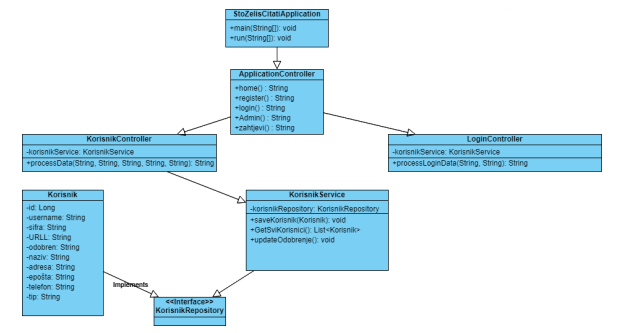 StoZelisCitatiApplication
+main(String[]): void
+run(String[]): void
ApplicationController
+home() : String
+register() : String
+login() : String
+Admin() : String
+zahtjevi() : String
KorisnikController
-korisnikService: KorisnikService
+processData(String, String, String, String, String): String
LoginController
-korisnikService: KorisnikService
+processLoginData(String, String): String
Korisnik
-id: Long
-username: String
-sifra: String
-URLL: String
-odobren: String
-naziv: String
-adresa: String
-epošta: String
-telefon: String
-tip: String
KorisnikService
-korisnikRepository: KorisnikRepository
+saveKorisnik(Korisnik): void
+GetSviKorisnici(): List<Korisnik>
+updateOdobrenje(): void
Implements
<<Interface>>
KorisnikRepository